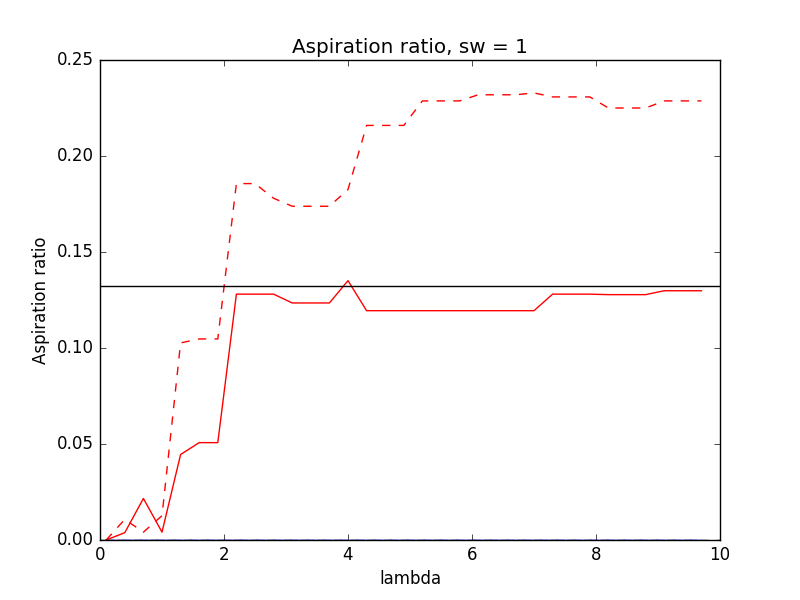 Aspiration ratio, sw = 1
0.25
0.20
0.15
0.10
0.05
0.00
Aspiration ratio
0 2 4 6 8 10
lambda